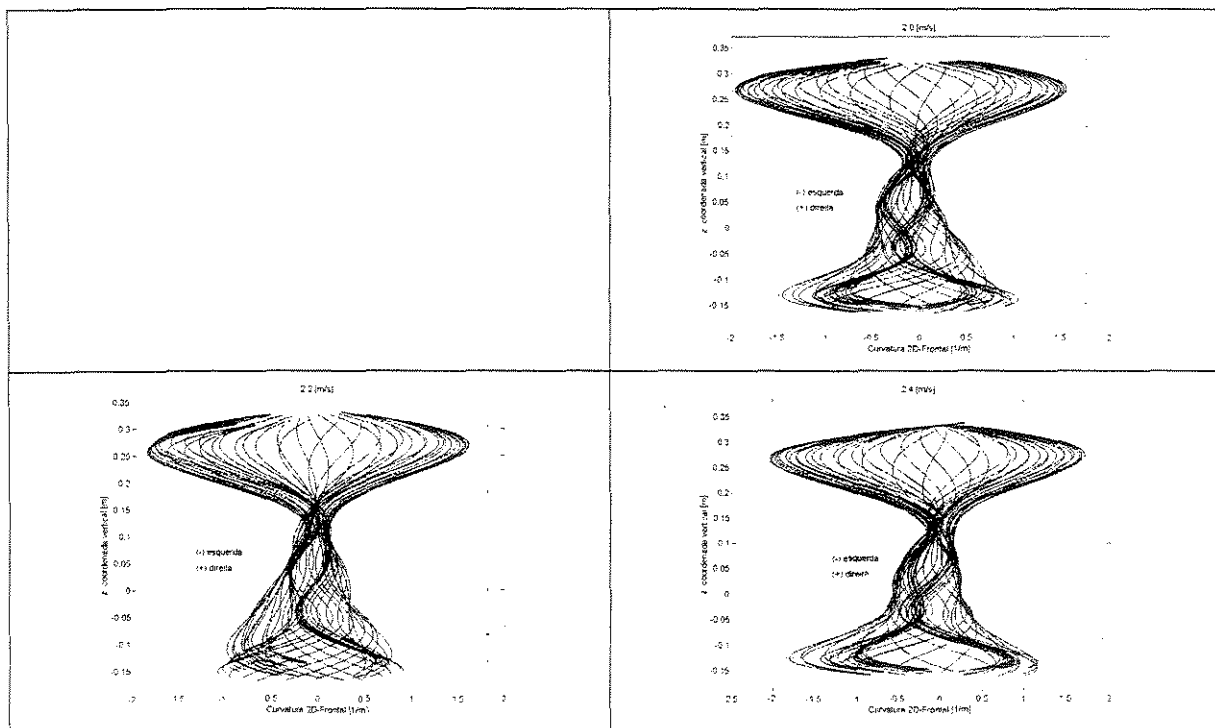 2.0 [m/s]
0.35
0.3
0.25
0.2
0.15
0.1
0.05
0
-0.05
-0.1
-0.15
z coordenada vertical [m]
(-) esquerda
(+) direita
-2 -1.5 -1 -0.5 0 0.5 1 1.5 2
Curvatura 2D-Frontal [1/m]
2.2 [m/s]
0.35
0.3
0.25
0.2
0.15
0.1
0.05
0
-0.05
-0.1
-0.15
z coordenada vertical [m]
(-) esquerda
(+) direita
-2 -1.5 -1 -0.5 0 0.5 1 1.5 2
Curvatura 2D-Frontal [1/m]
2.4 [m/s]
0.35
0.3
0.25
0.2
0.15
0.1
0.05
0
-0.05
-0.1
-0.15
z coordenada vertical [m]
(-) esquerda
(+) direita
-2.5 -2 -1.5 -1 -0.5 0 0.5 1 1.5 2
Curvatura 2D-Frontal [1/m]